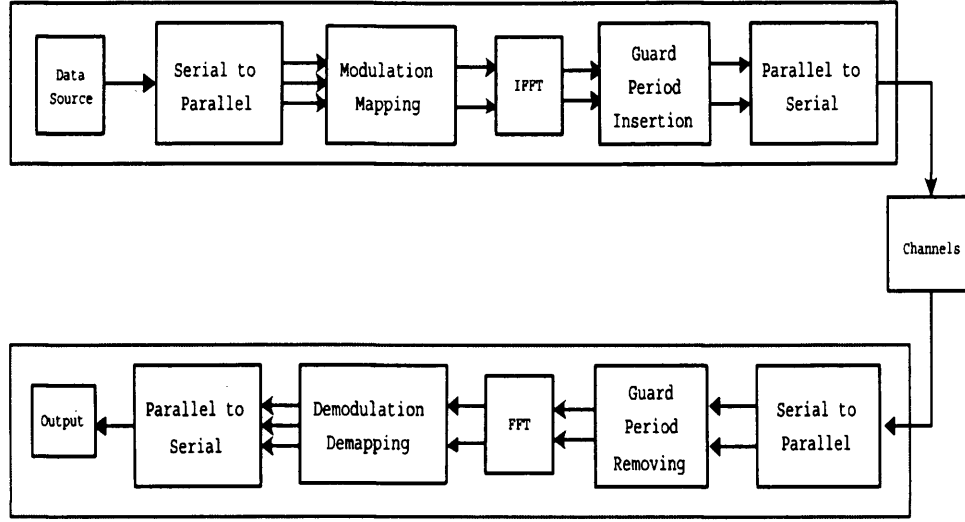 Data
Source
Serial to
Parallel
Modulation
Mapping
IFFT
Guard
Period
Insertion
Parallel to
Serial
Channels
Output
Parallel to
Serial
Demodulation
Demapping
FFT
Guard
Period
Removing
Serial to
Parallel